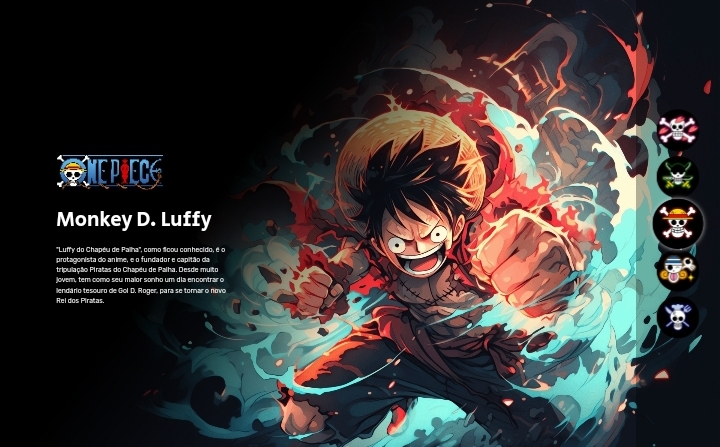 ONE PIECE
Monkey D. Luffy
"Luffy do Chapéu de Palha", como ficou conhecido, é o
protagonista do anime, e o fundador e capitão da
tripulação Piratas do Chapéu de Palha. Desde muito
jovem, tem como seu maior sonho um dia encontrar o
lendário tesouro de Gol D. Roger, para se tornar o novo
Rei dos Piratas.